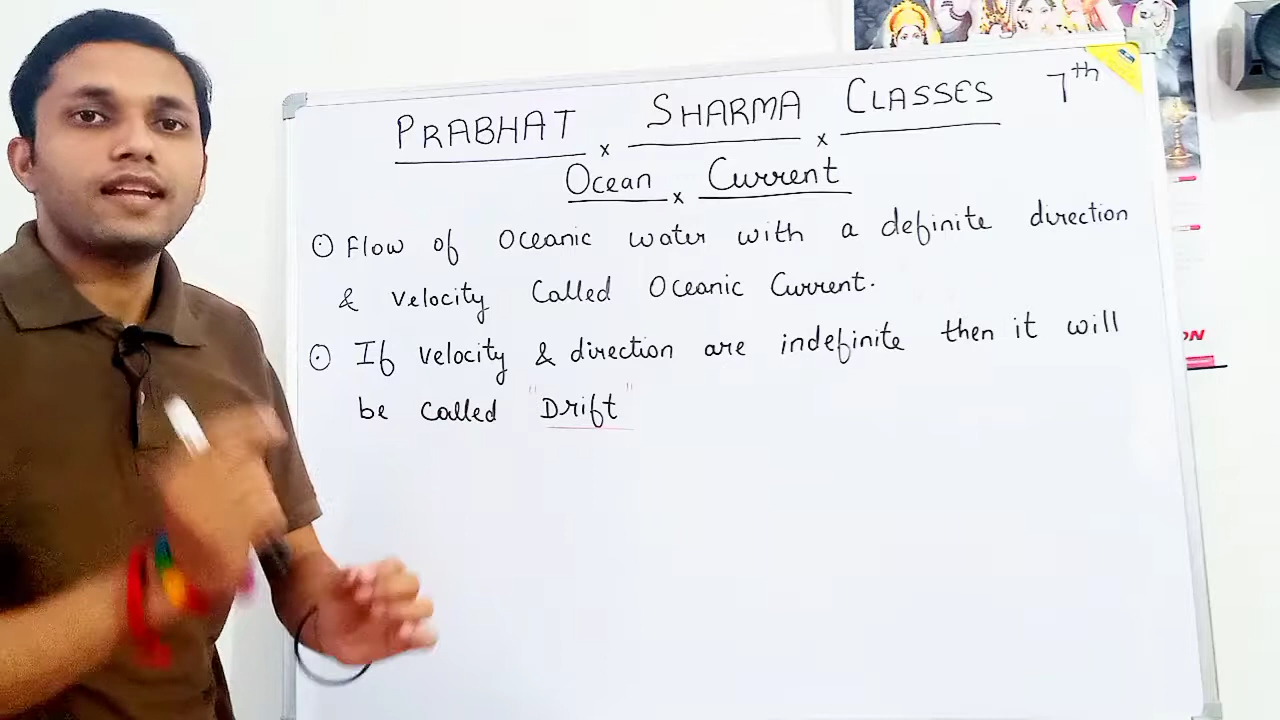 PRABHAT x SHARMA x CLASSES 7th
Ocean x Current
⊙ Flow of Oceanic water with a definite direction
& velocity Called Oceanic Current.
⊙ If velocity & direction are indefinite then it will
be called "Drift"
ON